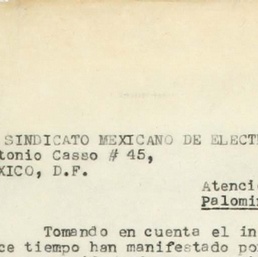 SINDICATO MEXICANO DE ELECT
tonio Casso # 45,
XICO, D.F.
Atenci
Palomi
Tomando en cuenta el in
ce tiempo han manifestado por